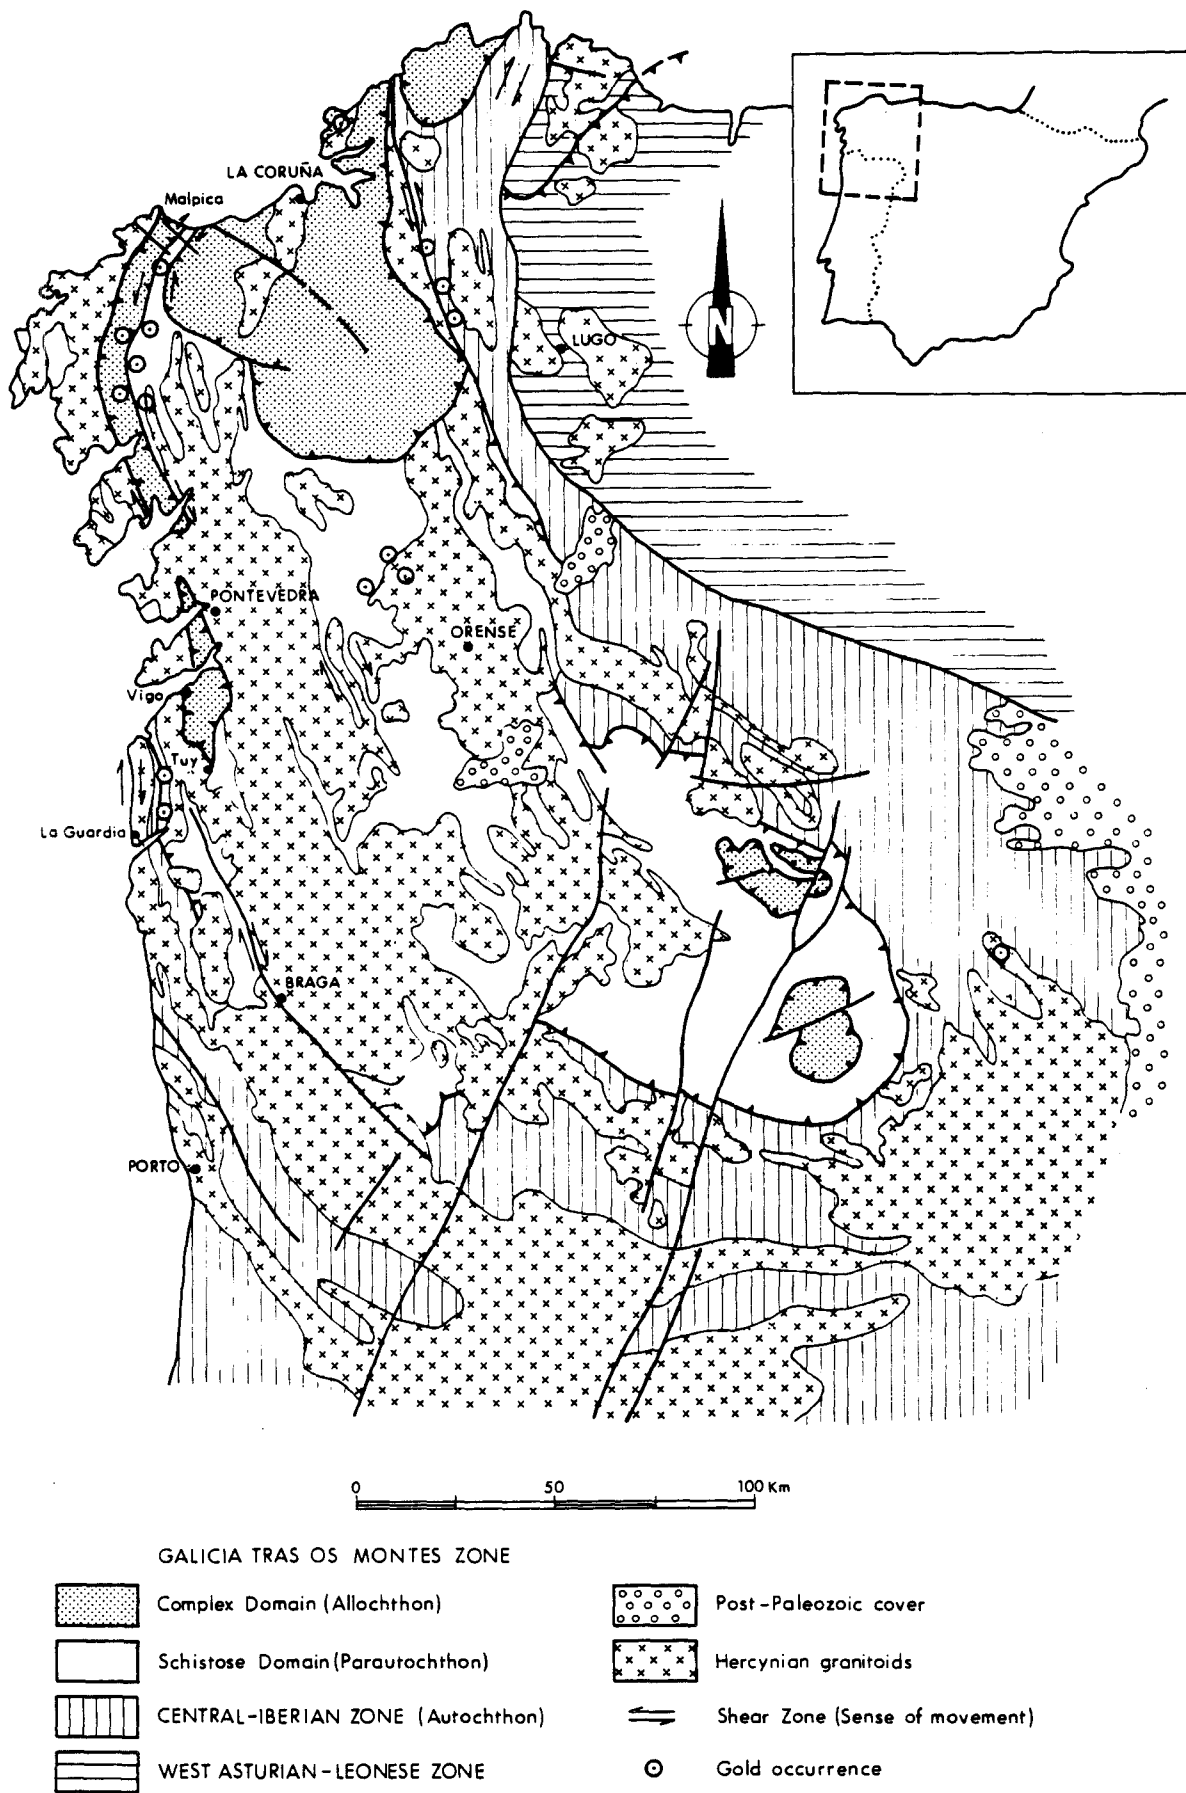 LA CORUÑA
Malpica
N
LUGO
PONTEVEDRA
ORENSE
Vigo
Tuy
La Guardia
BRAGA
PORTO
0 50 100 Km
GALICIA TRAS OS MONTES ZONE
Complex Domain (Allochthon)
Post-Paleozoic cover
Schistose Domain (Parautochthon)
Hercynian granitoids
CENTRAL-IBERIAN ZONE (Autochthon)
Shear Zone (Sense of movement)
WEST ASTURIAN-LEONESE ZONE
Gold occurrence